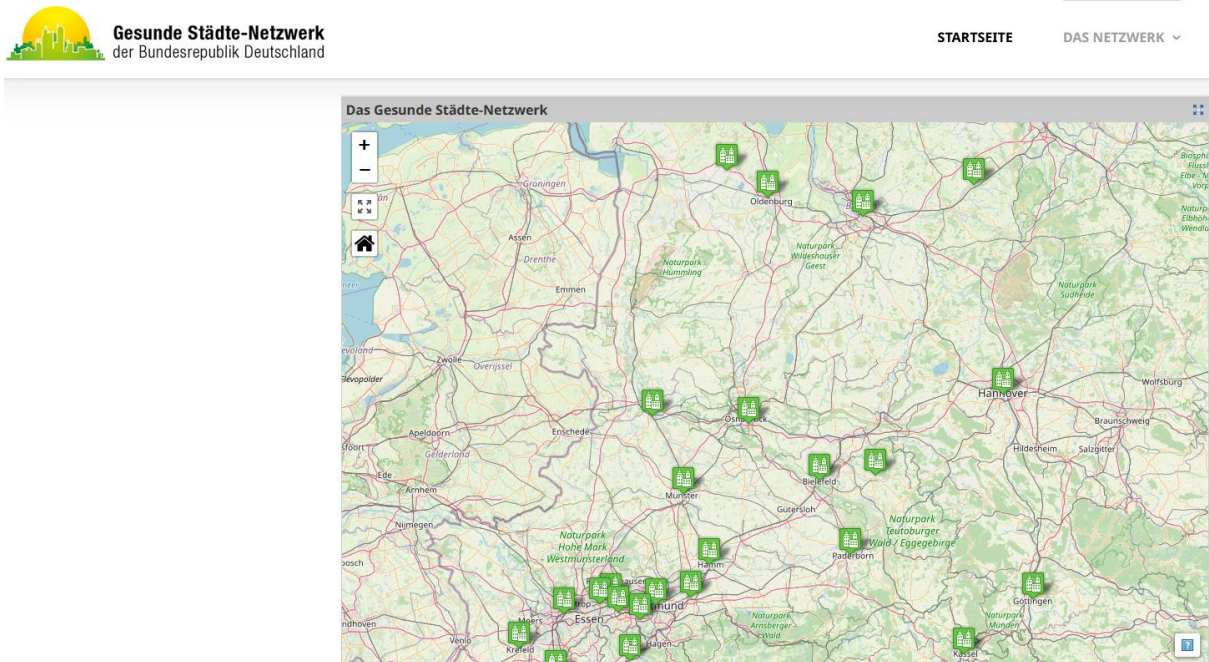 Gesunde Städte-Netzwerk
der Bundesrepublik Deutschland
STARTSEITE
DAS NETZWERK
Das Gesunde Städte-Netzwerk
+
−
Groningen
Oldenburg
Assen
Drenthe
Naturpark
Wildeshauser
Geest
Naturpark
Hümmling
Emmen
Naturpark
Südheide
Zwolle
Overijssel
Flevopolder
Wolfsburg
Hannover
Braunschweig
Apeldoorn
Enschede
Gelderland
Hildesheim
Salzgitter
Ede
Bielefeld
Arnhem
Münster
Gütersloh
Nijmegen
Naturpark
Teutoburger
Wald / Eggegebirge
Naturpark
Hohe Mark
- Westmünsterland
Paderborn
Hamm
Göttingen
Essen
Moers
Naturpark
Arnsberger
Wald
Naturpark
Münden
Venlo
Krefeld
Hagen
Kassel
?